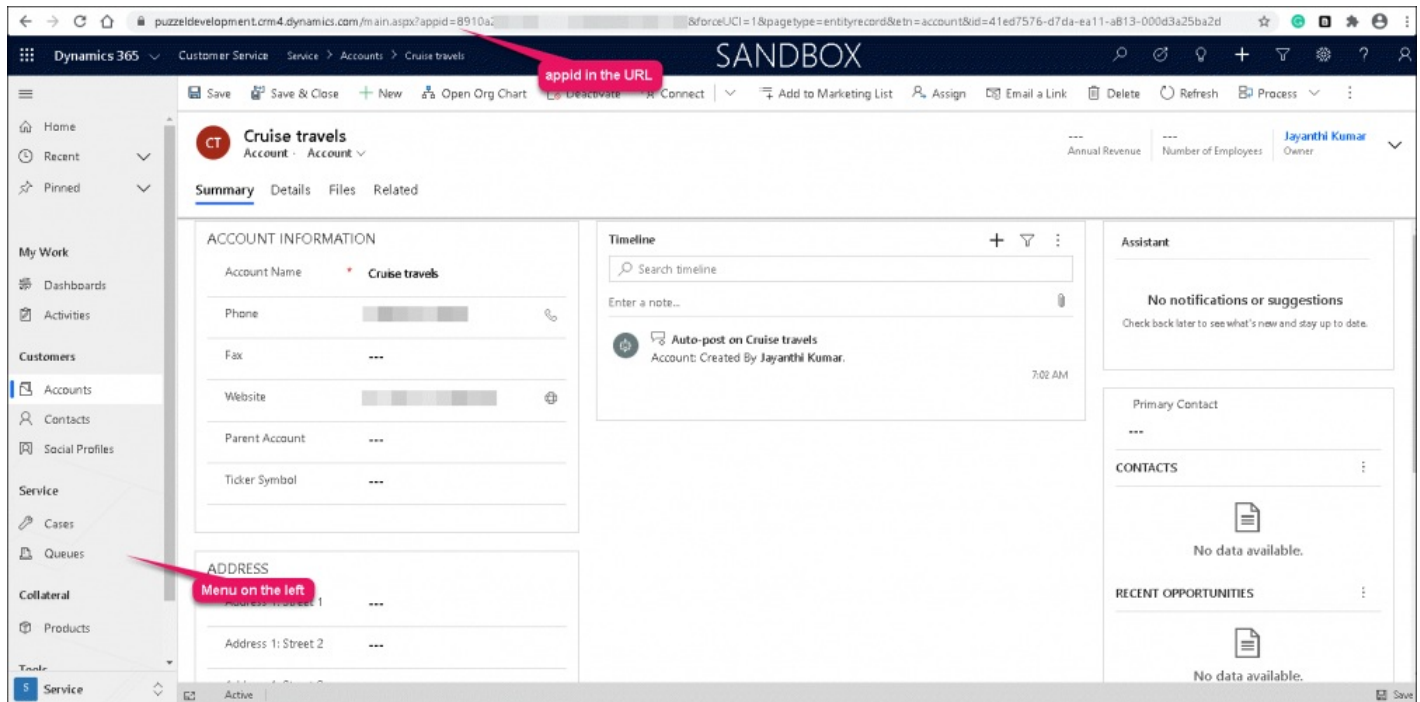 puzzeldevelopment.crm4.dynamics.com/main.aspx?appid=8910a2 &forceUCI=1&pagetype=entityrecord&etn=account&id=41ed7576-d7da-ea11-a813-000d3a25ba2d
Dynamics 365 Customer Service Service > Accounts > Cruise travels SANDBOX
appid in the URL
Save Save & Close New Open Org Chart Deactivate Connect Add to Marketing List Assign Email a Link Delete Refresh Process
Home
Recent
Pinned
My Work
Dashboards
Activities
Customers
Accounts
Contacts
Social Profiles
Service
Cases
Queues
Collateral
Products
Tools
S Service
CT
Cruise travels
Account · Account
---
Annual Revenue
---
Number of Employees
Jayanthi Kumar
Owner
Summary Details Files Related
ACCOUNT INFORMATION
Account Name * Cruise travels
Phone
Fax ---
Website
Parent Account ---
Ticker Symbol ---
ADDRESS
Menu on the left
Address 1: Street 1 ---
Address 1: Street 2 ---
Timeline
Search timeline
Enter a note...
Auto-post on Cruise travels
Account: Created By Jayanthi Kumar.
7:02 AM
Assistant
No notifications or suggestions
Check back later to see what's new and stay up to date.
Primary Contact
---
CONTACTS
No data available.
RECENT OPPORTUNITIES
No data available.
Active
Save